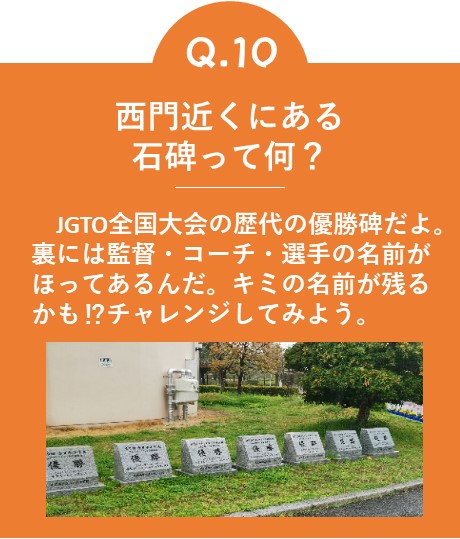 Q.10
西門近くにある
石碑って何？
JGTO全国大会の歴代の優勝碑だよ。
裏には監督・コーチ・選手の名前が
ほってあるんだ。キミの名前が残る
かも⁉チャレンジしてみよう。
優勝
優勝
優勝
優勝
優勝
優勝
優勝